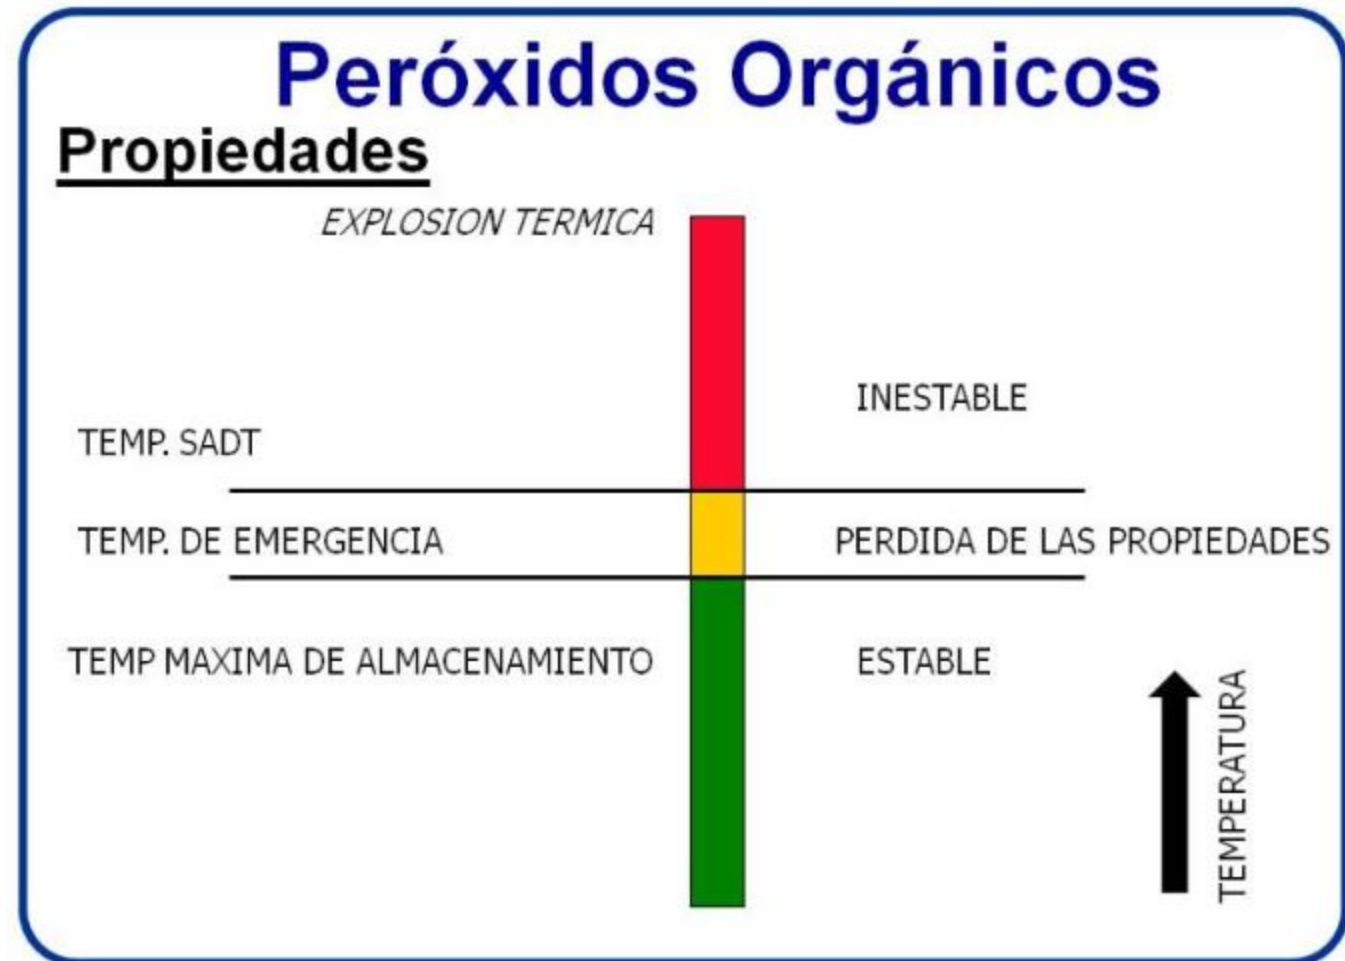 Peróxidos Orgánicos
Propiedades
EXPLOSION TERMICA
INESTABLE
TEMP. SADT
TEMP. DE EMERGENCIA
PERDIDA DE LAS PROPIEDADES
TEMP MAXIMA DE ALMACENAMIENTO
ESTABLE
TEMPERATURA